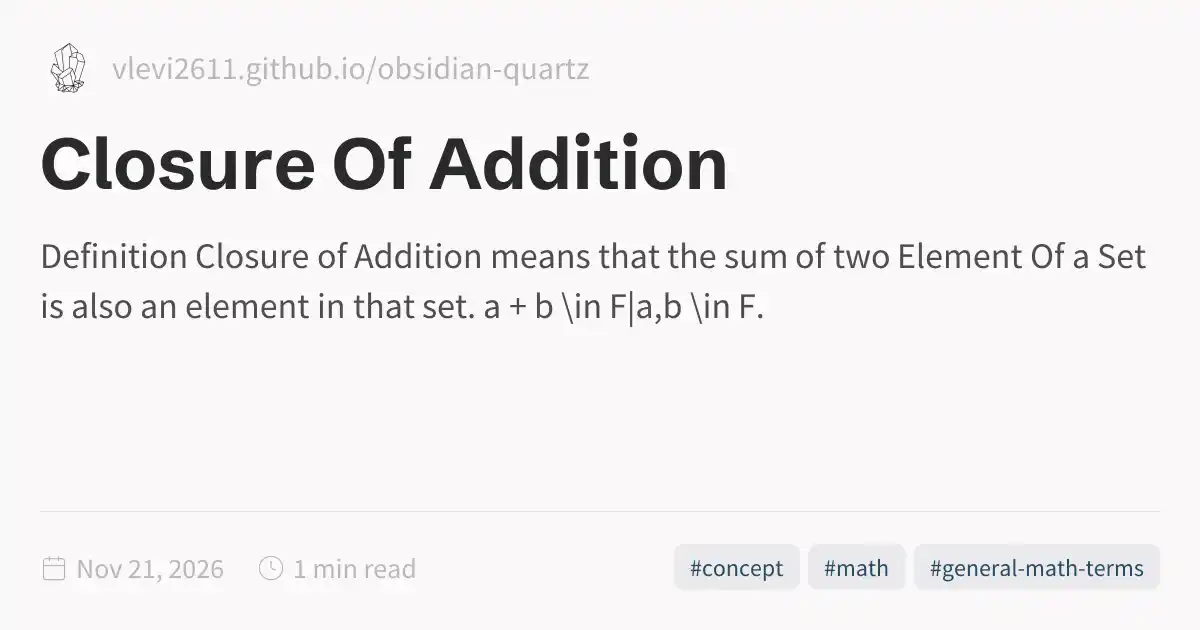 vlevi2611.github.io/obsidian-quartz
Closure Of Addition
Definition Closure of Addition means that the sum of two Element Of a Set
is also an element in that set. a + b \in F|a,b \in F.
Nov 21, 2026 1 min read #concept #math #general-math-terms